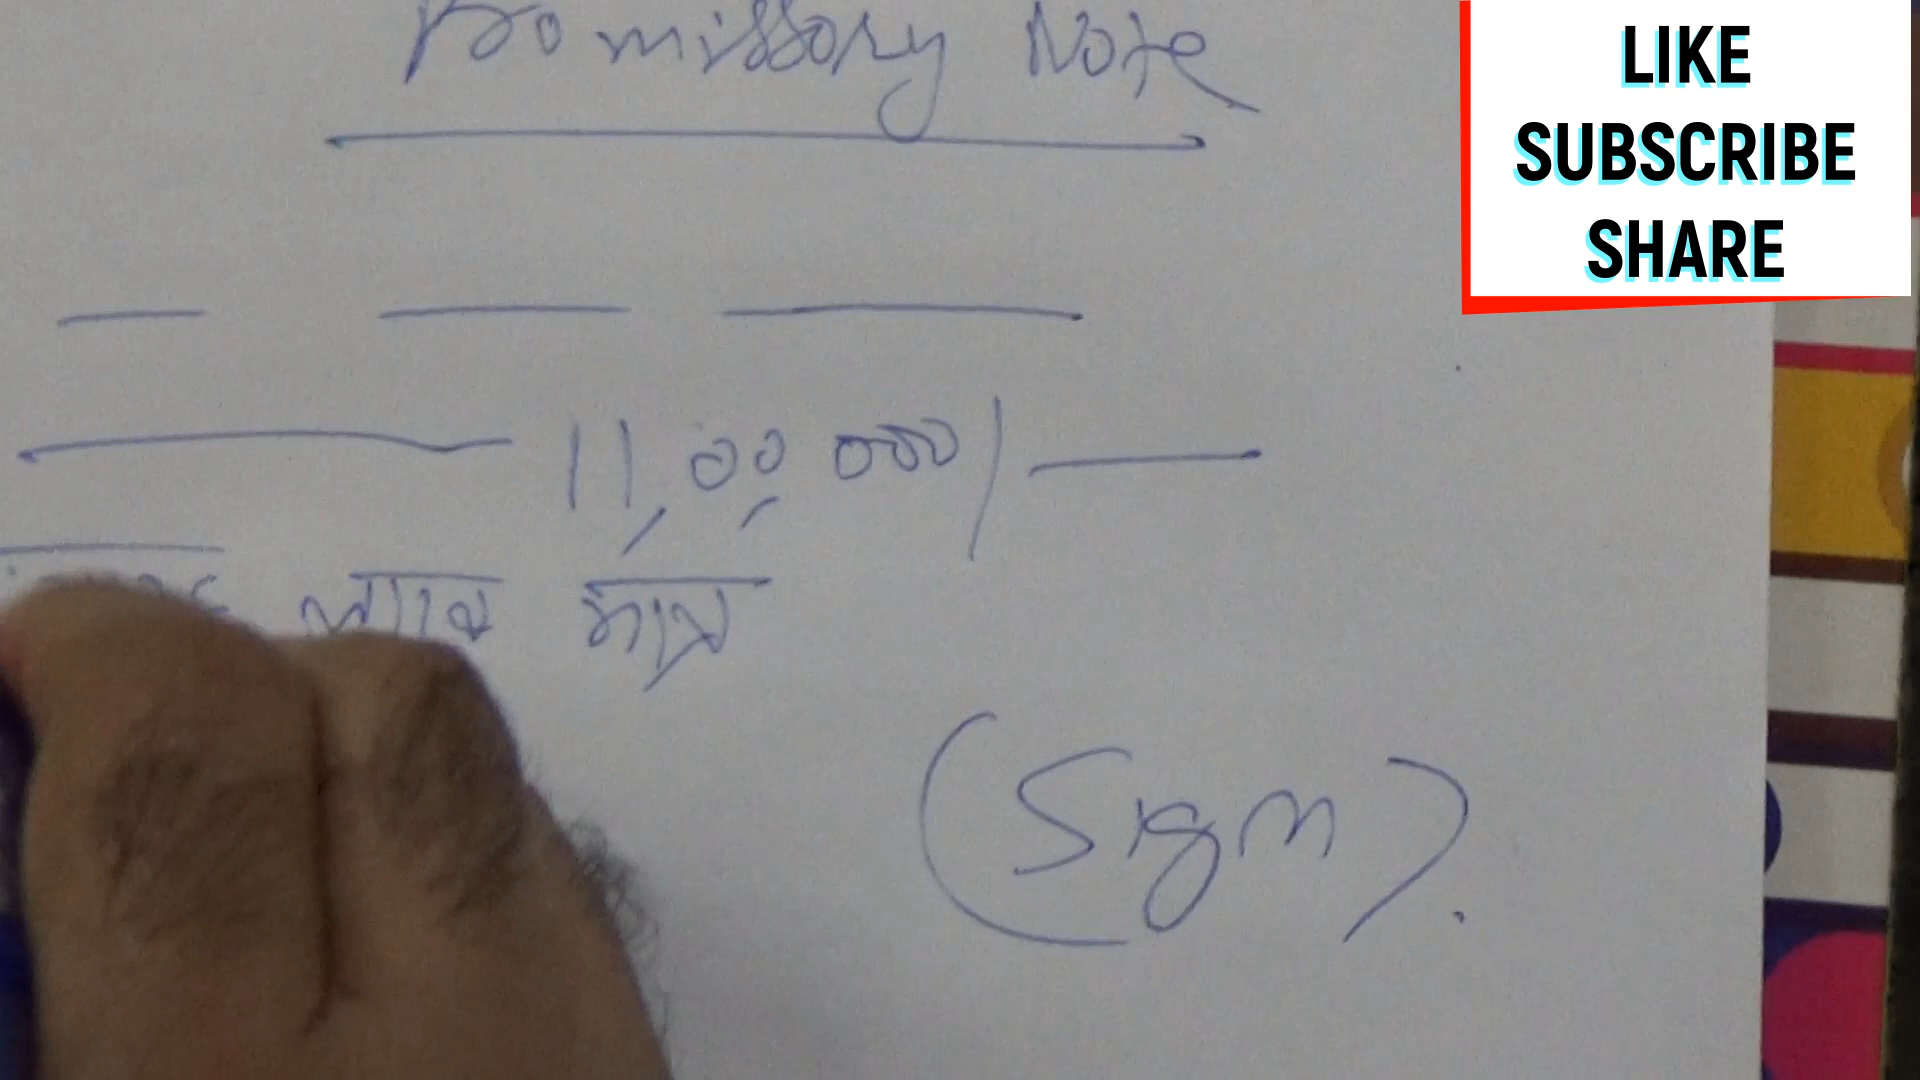 Promissory Note
11,00,000/
লাখ মাত্র
(Sign).
LIKE
SUBSCRIBE
SHARE